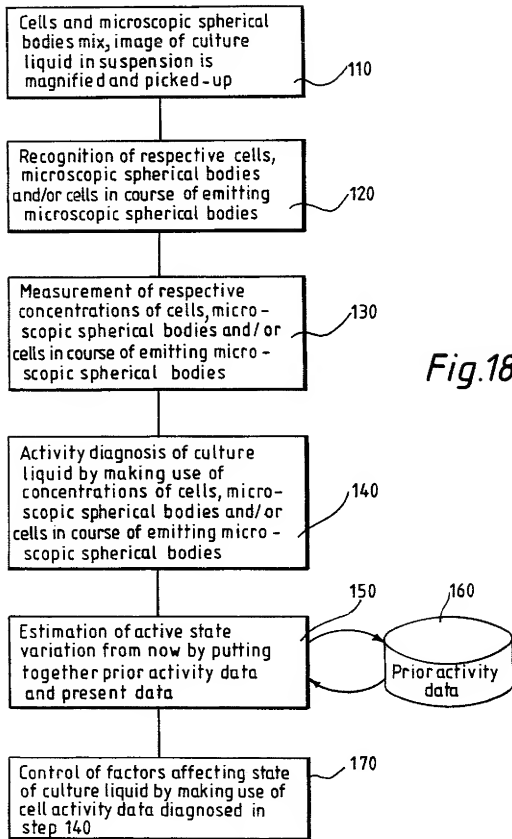 Cells and microscopic spherical
bodies mix, image of culture
liquid in suspension is
magnified and picked-up
110
Recognition of respective cells,
microscopic spherical bodies
and/or cells in course of emitting
microscopic spherical bodies
120
Measurement of respective
concentrations of cells, micro-
scopic spherical bodies and/or
cells in course of emitting micro-
scopic spherical bodies
130
Fig.18
Activity diagnosis of culture
liquid by making use of
concentrations of cells, micro-
scopic spherical bodies and/or
cells in course of emitting micro-
scopic spherical bodies
140
Estimation of active state
variation from now by putting
together prior activity data
and present data
150
160
Prior activity
data
Control of factors affecting state
of culture liquid by making use of
cell activity data diagnosed in
step 140
170